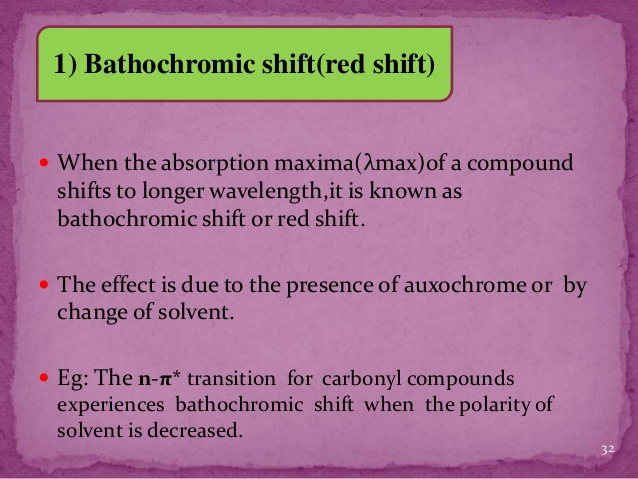 1) Bathochromic shift(red shift)
• When the absorption maxima(λmax)of a compound
shifts to longer wavelength,it is known as
bathochromic shift or red shift.
• The effect is due to the presence of auxochrome or by
change of solvent.
• Eg: The n-π* transition for carbonyl compounds
experiences bathochromic shift when the polarity of
solvent is decreased.
32